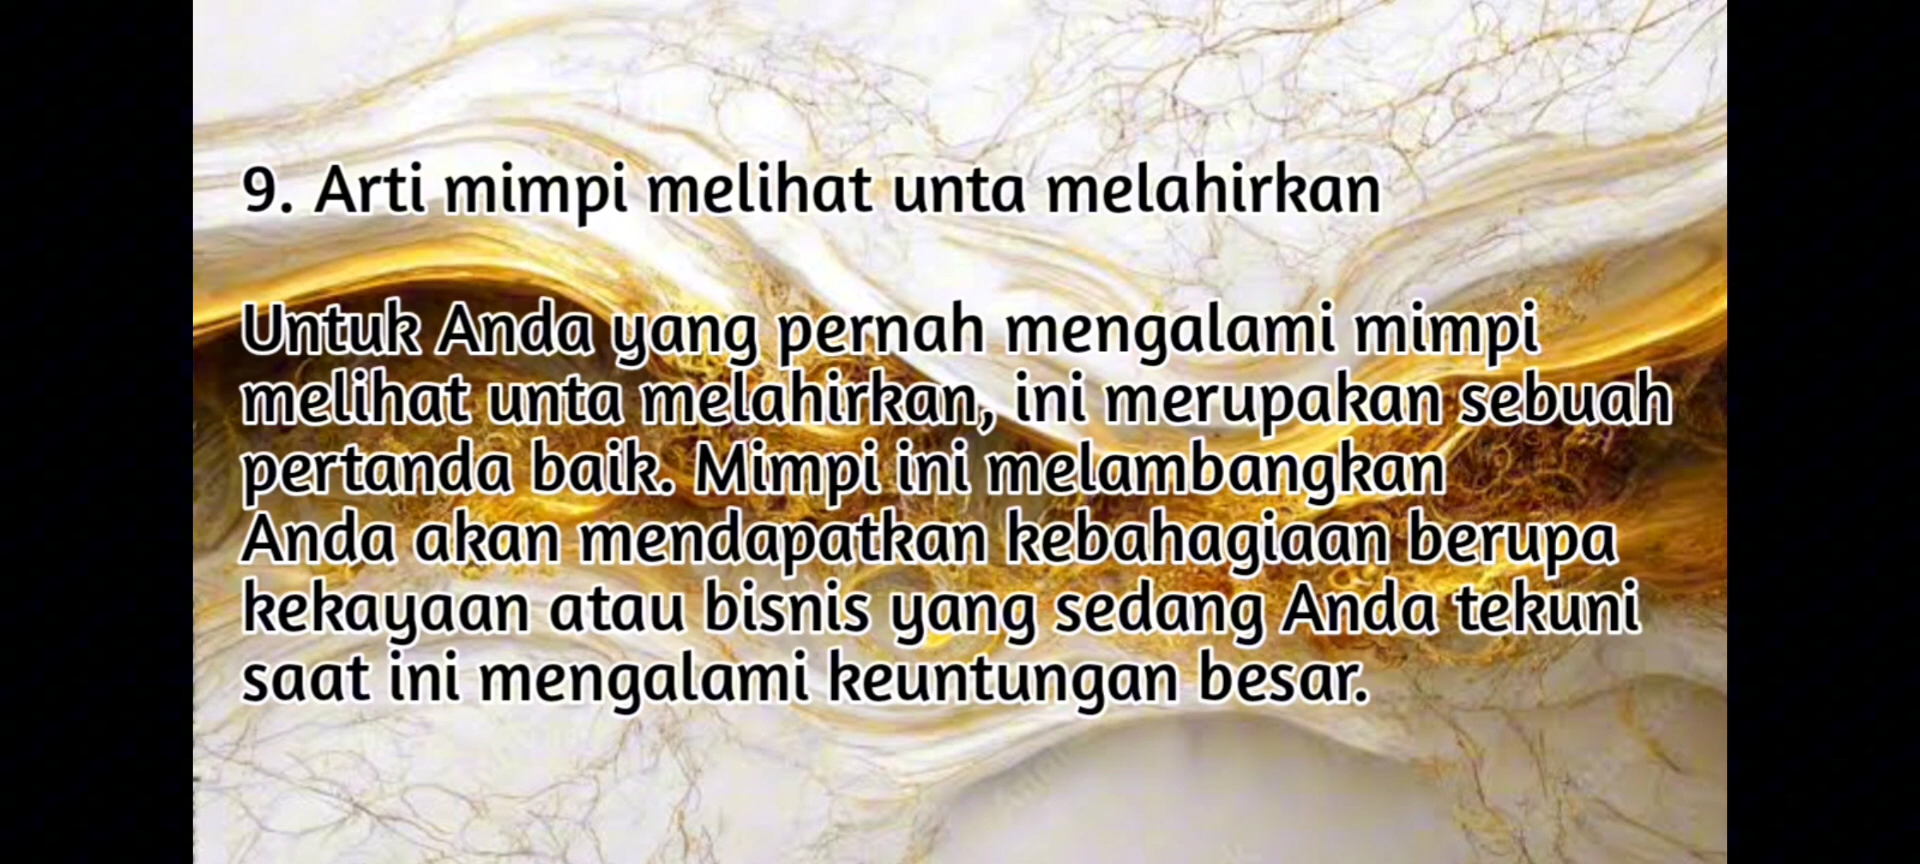 9. Arti mimpi melihat unta melahirkan
Untuk Anda yang pernah mengalami mimpi
melihat unta melahirkan, ini merupakan sebuah
pertanda baik. Mimpi ini melambangkan
Anda akan mendapatkan kebahagiaan berupa
kekayaan atau bisnis yang sedang Anda tekuni
saat ini mengalami keuntungan besar.